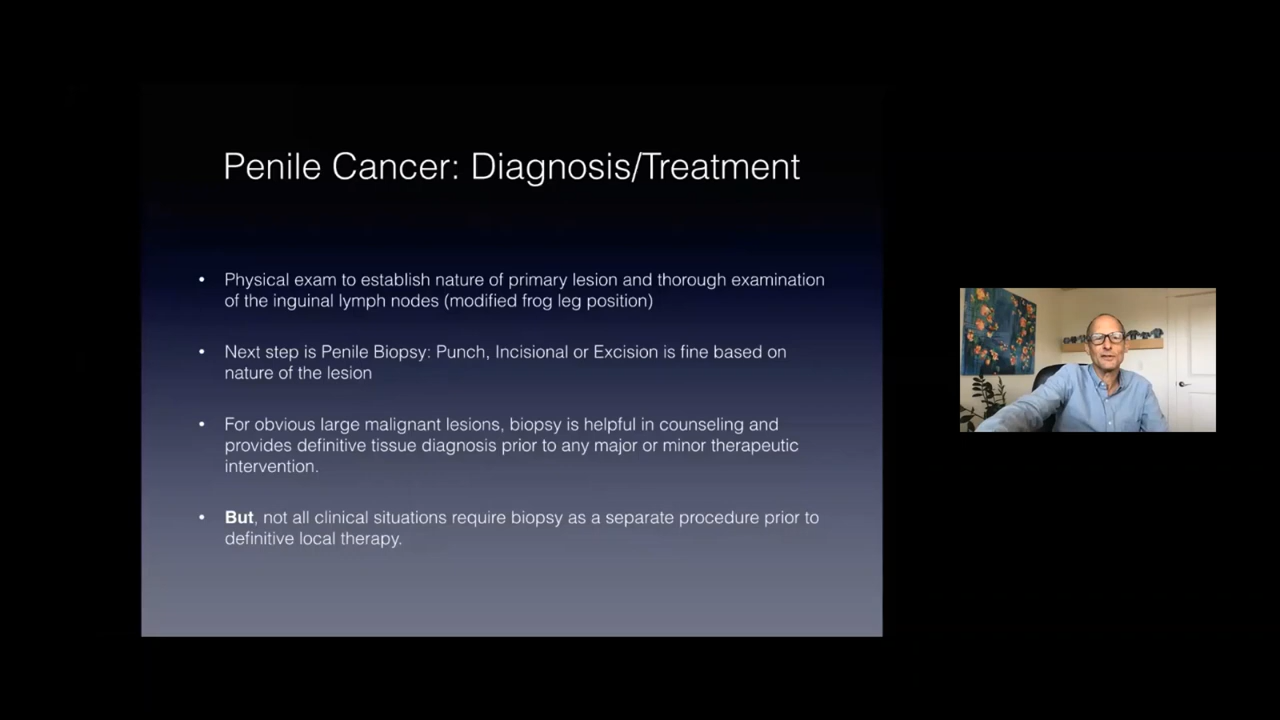 Penile Cancer: Diagnosis/Treatment
• Physical exam to establish nature of primary lesion and thorough examination
of the inguinal lymph nodes (modified frog leg position)
• Next step is Penile Biopsy: Punch, Incisional or Excision is fine based on
nature of the lesion
• For obvious large malignant lesions, biopsy is helpful in counseling and
provides definitive tissue diagnosis prior to any major or minor therapeutic
intervention.
• But, not all clinical situations require biopsy as a separate procedure prior to
definitive local therapy.